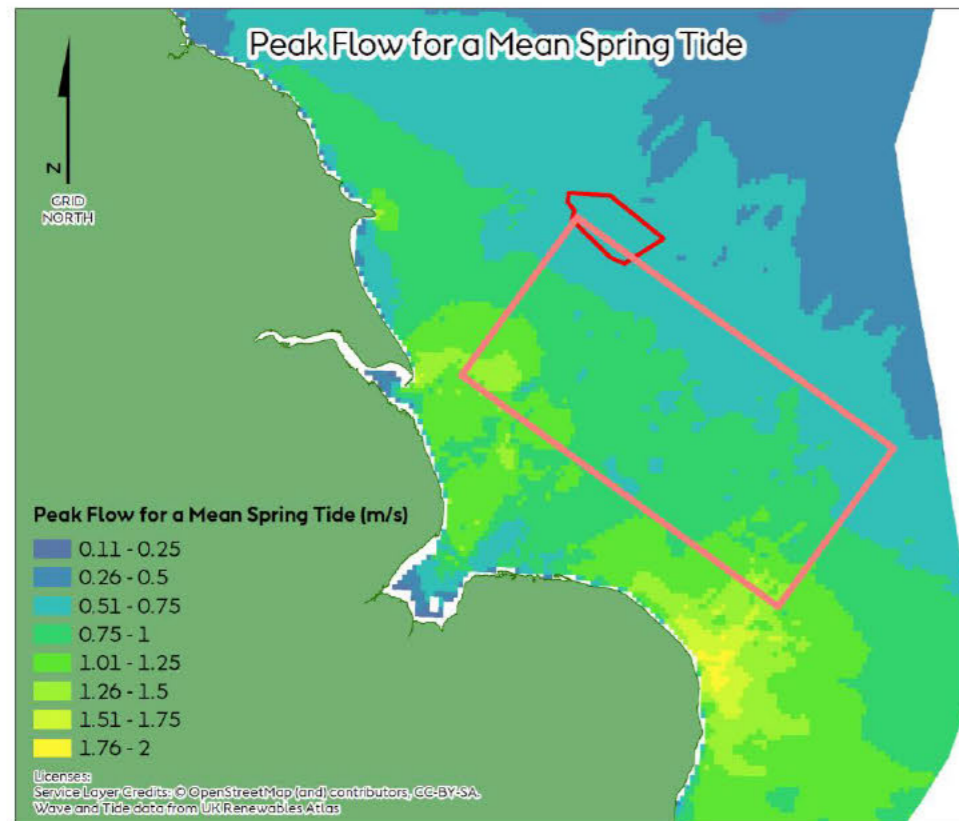 Peak Flow for a Mean Spring Tide
N
GRID
NORTH
Peak Flow for a Mean Spring Tide (m/s)
0.11 - 0.25
0.26 - 0.5
0.51 - 0.75
0.75 - 1
1.01 - 1.25
1.26 - 1.5
1.51 - 1.75
1.76 - 2
Licenses:
Service Layer Credits: © OpenStreetMap (and) contributors, CC-BY-SA.
Wave and Tide data from UK Renewables Atlas